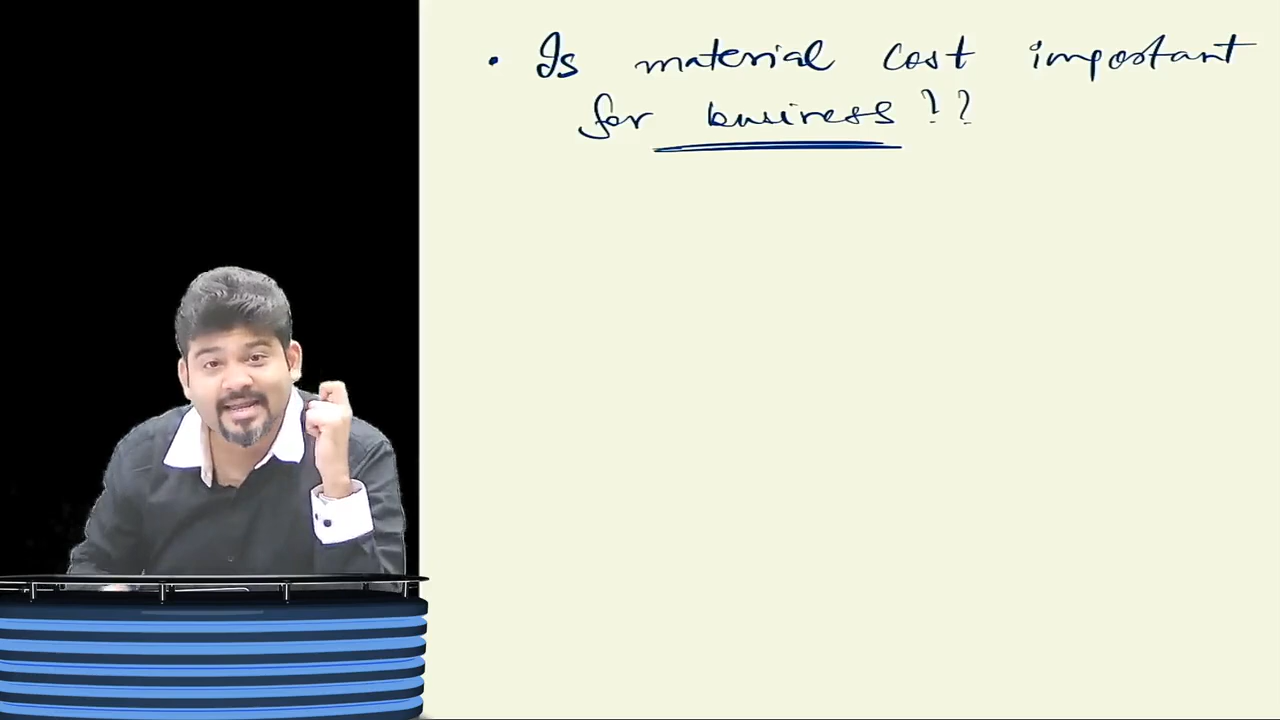 • Is material cost important
for business ??